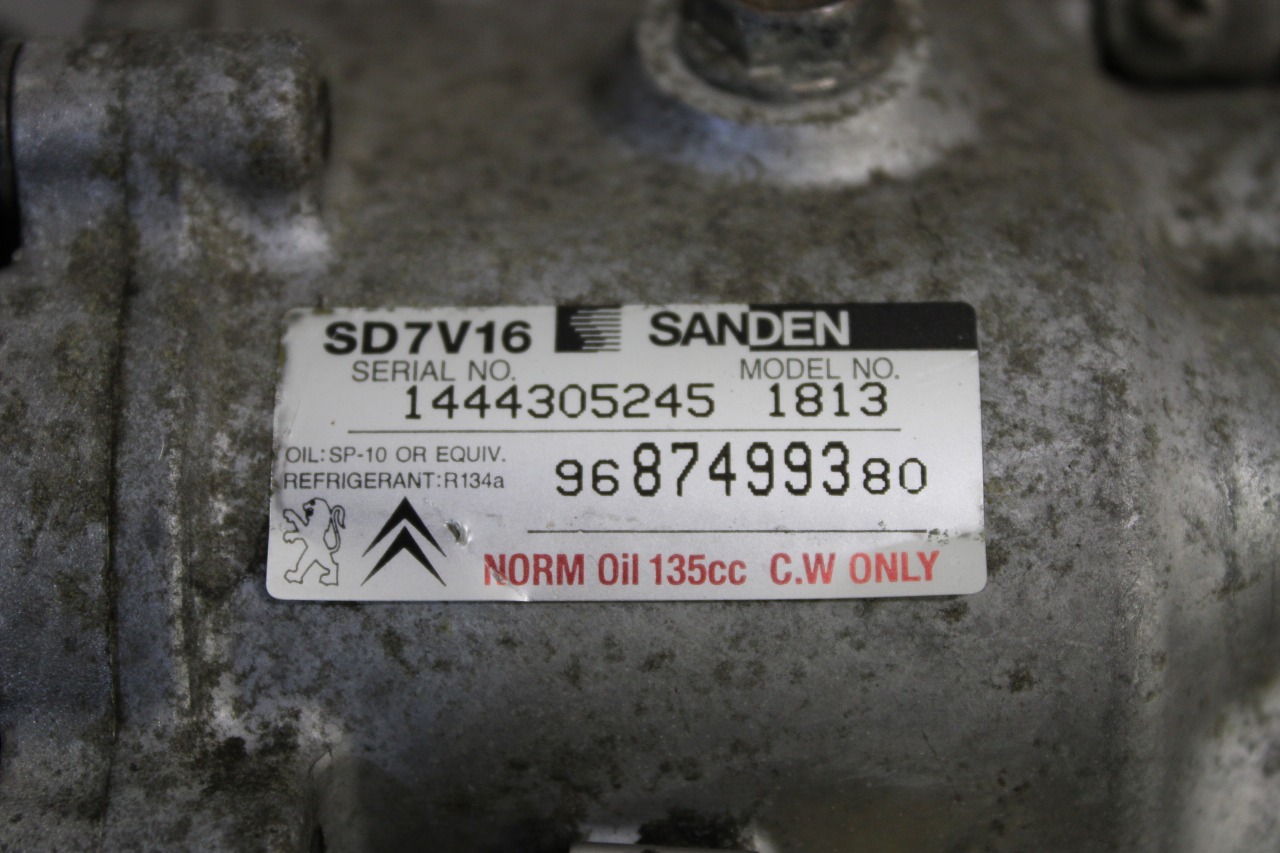 SD7V16 SANDEN
SERIAL NO. MODEL NO.
1444305245 1813
OIL: SP-10 OR EQUIV.
REFRIGERANT: R134a
9687499380
NORM Oil 135cc C.W ONLY